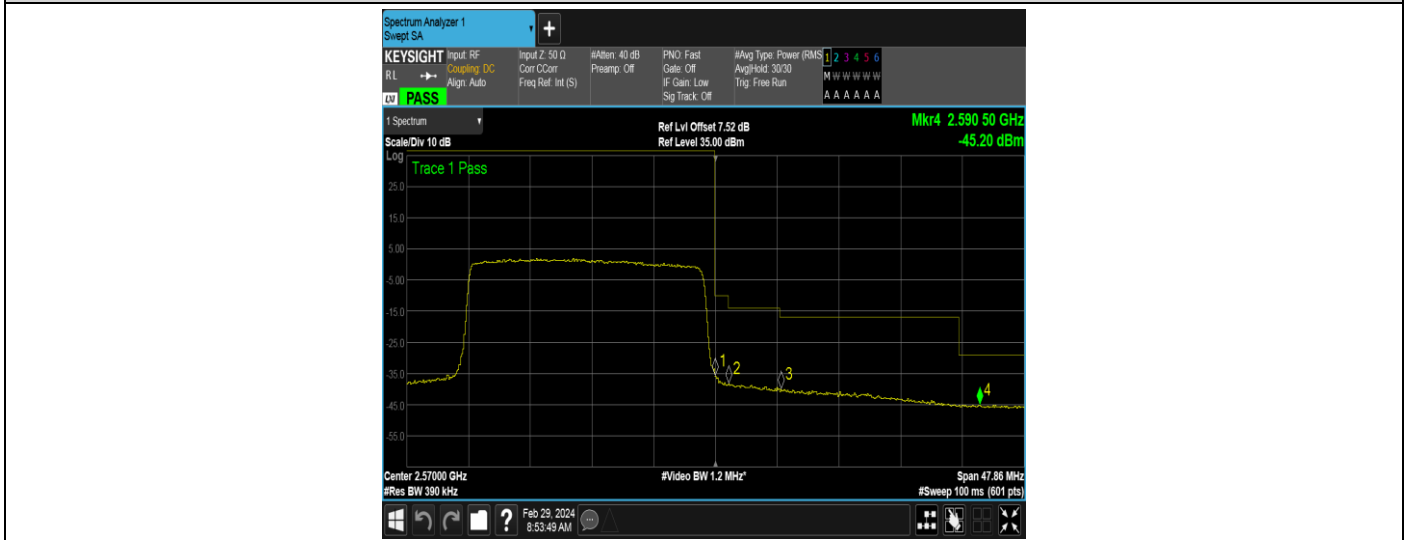 Spectrum Analyzer 1
Swept SA
+
KEYSIGHT Input: RF Input Z: 50 Ω #Atten: 40 dB PNO: Fast #Avg Type: Power (RMS 1 2 3 4 5 6
RL Coupling: DC Corr CCorr Preamp: Off Gate: Off Avg|Hold: 30/30 M W W W W W
Align: Auto Freq Ref: Int (S) IF Gain: Low Trig: Free Run
Sig Track: Off A A A A A A
LXI PASS
1 Spectrum Ref Lvl Offset 7.52 dB Mkr4 2.590 50 GHz
Scale/Div 10 dB Ref Level 35.00 dBm -45.20 dBm
Log
Trace 1 Pass
25.0
15.0
5.00
-5.00
-15.0
-25.0
1
2
3
-35.0
4
-45.0
-55.0
Center 2.57000 GHz #Video BW 1.2 MHz* Span 47.86 MHz
#Res BW 390 kHz #Sweep 100 ms (601 pts)
? Feb 29, 2024
8:53:49 AM